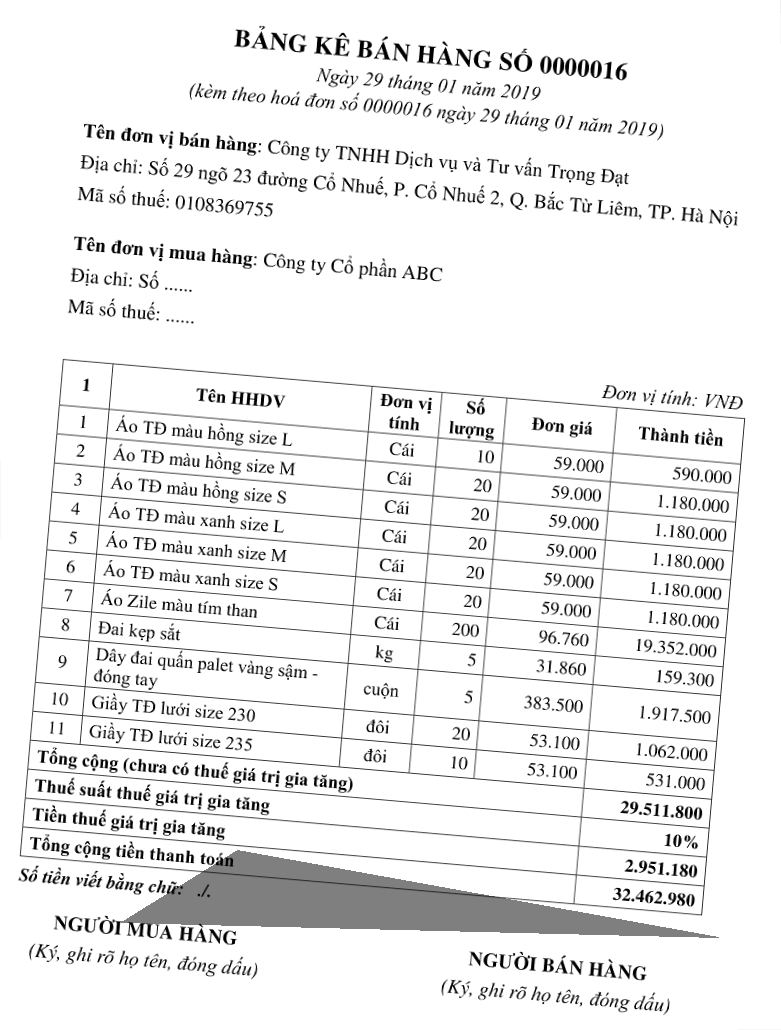 BẢNG KÊ BÁN HÀNG SỐ 0000016
Ngày 29 tháng 01 năm 2019
(kèm theo hoá đơn số 0000016 ngày 29 tháng 01 năm 2019)
Tên đơn vị bán hàng: Công ty TNHH Dịch vụ và Tư vấn Trọng Đạt
Địa chỉ: Số 29 ngõ 23 đường Cổ Nhuế, P. Cổ Nhuế 2, Q. Bắc Từ Liêm, TP. Hà Nội
Mã số thuế: 0108369755
Tên đơn vị mua hàng: Công ty Cổ phần ABC
Địa chỉ: Số ......
Mã số thuế: ......
Đơn vị tính: VNĐ
1 Tên HHDV Đơn vị tính Số lượng Đơn giá Thành tiền
1 Áo TĐ màu hồng size L Cái 10 59.000 590.000
2 Áo TĐ màu hồng size M Cái 20 59.000 1.180.000
3 Áo TĐ màu hồng size S Cái 20 59.000 1.180.000
4 Áo TĐ màu xanh size L Cái 20 59.000 1.180.000
5 Áo TĐ màu xanh size M Cái 20 59.000 1.180.000
6 Áo TĐ màu xanh size S Cái 20 59.000 1.180.000
7 Áo Zile màu tím than Cái 200 96.760 19.352.000
8 Đai kẹp sắt kg 5 31.860 159.300
9 Dây đai quấn palet vàng sậm - đóng tay cuộn 5 383.500 1.917.500
10 Giầy TĐ lưới size 230 đôi 20 53.100 1.062.000
11 Giầy TĐ lưới size 235 đôi 10 53.100 531.000
Tổng cộng (chưa có thuế giá trị gia tăng) 29.511.800
Thuế suất thuế giá trị gia tăng 10%
Tiền thuế giá trị gia tăng 2.951.180
Tổng cộng tiền thanh toán 32.462.980
Số tiền viết bằng chữ: ./.
NGƯỜI MUA HÀNG
(Ký, ghi rõ họ tên, đóng dấu)
NGƯỜI BÁN HÀNG
(Ký, ghi rõ họ tên, đóng dấu)